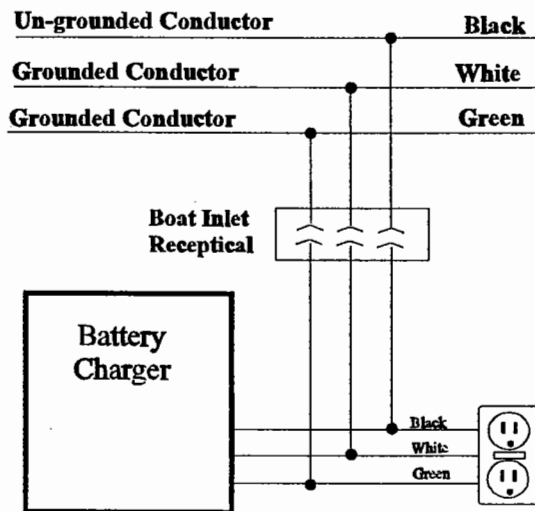 Un-grounded Conductor Black
Grounded Conductor White
Grounded Conductor Green
Boat Inlet
Receptical
Battery
Charger
Black
White
Green